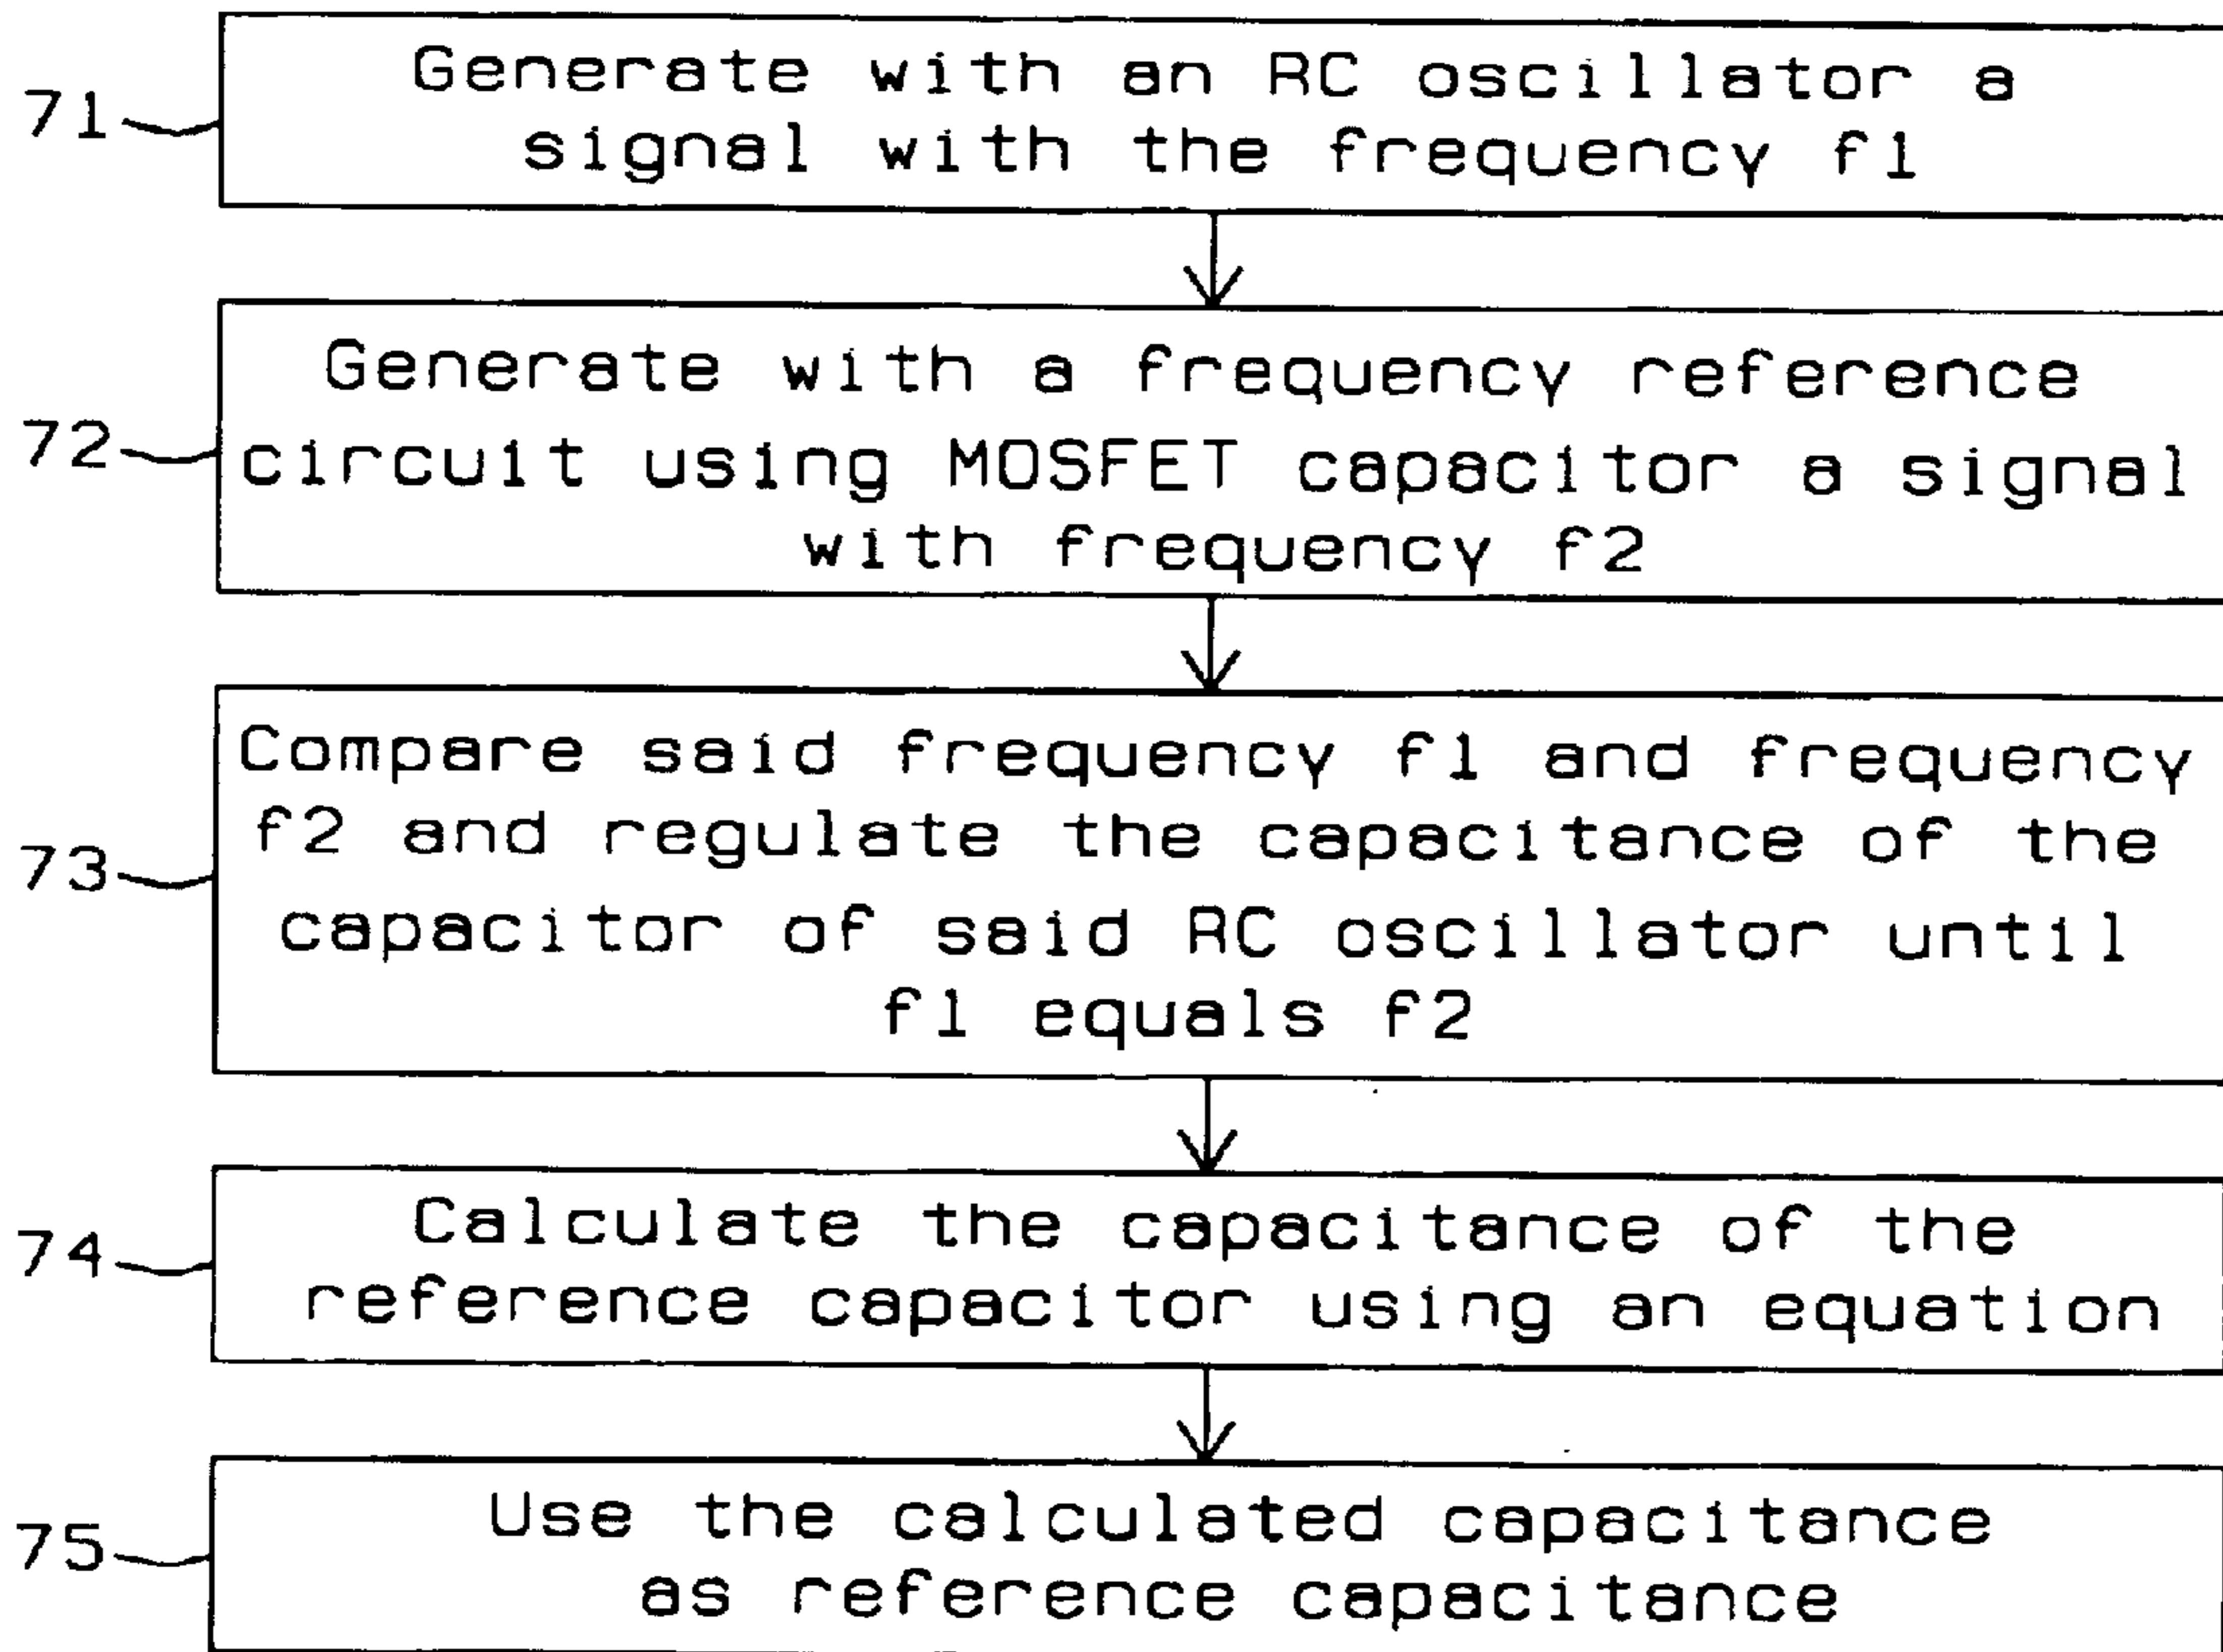 71
Generate with an RC oscillator a
signal with the frequency f1
72
Generate with a frequency reference
circuit using MOSFET capacitor a signal
with frequency f2
73
Compare said frequency f1 and frequency
f2 and regulate the capacitance of the
capacitor of said RC oscillator until
f1 equals f2
74
Calculate the capacitance of the
reference capacitor using an equation
75
Use the calculated capacitance
as reference capacitance